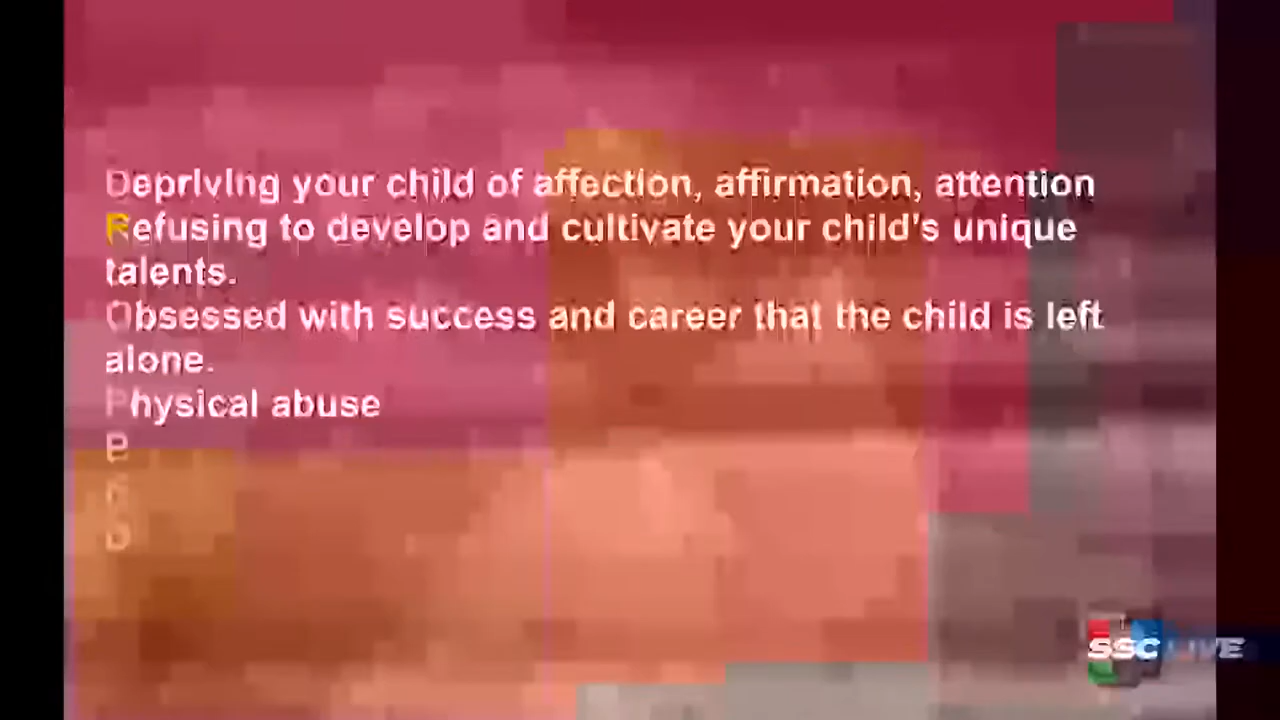 Depriving your child of affection, affirmation, attention
Refusing to develop and cultivate your child's unique
talents.
Obsessed with success and career that the child is left
alone.
Physical abuse
SSC LIVE